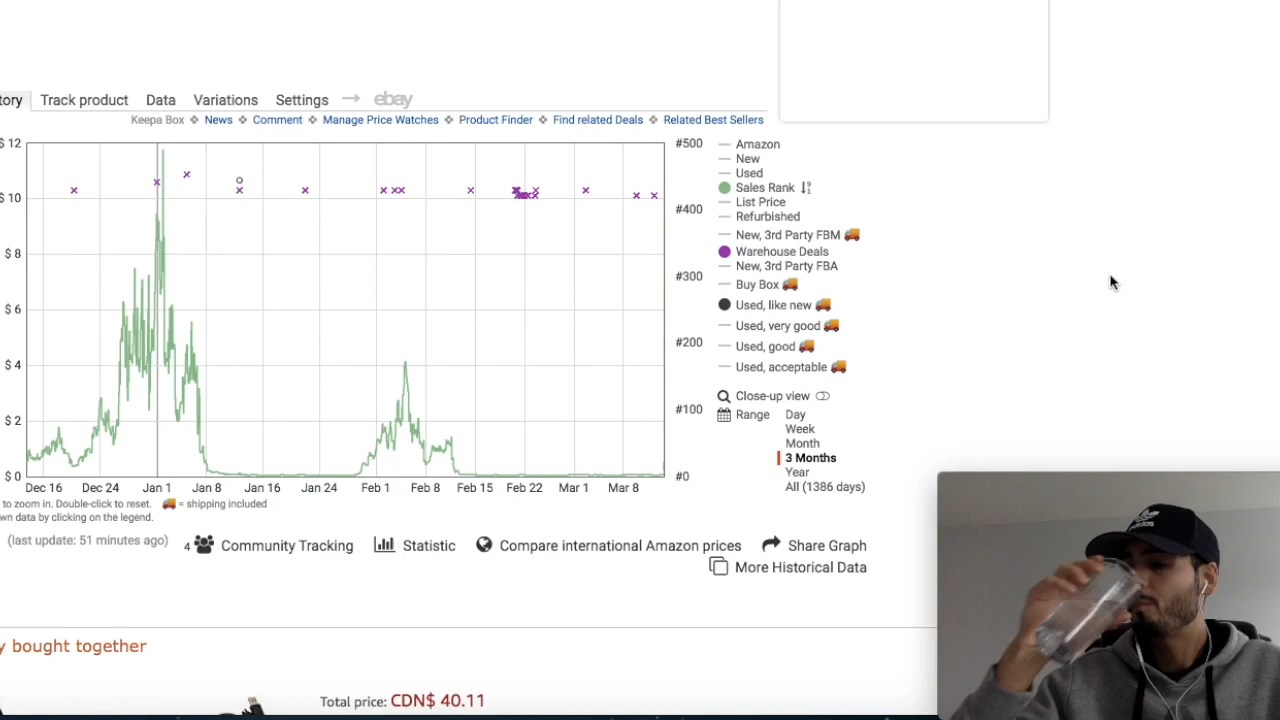 tory Track product Data Variations Settings ebay
Keepa Box News Comment Manage Price Watches Product Finder Find related Deals Related Best Sellers
$ 12
$ 10
$ 8
$ 6
$ 4
$ 2
$ 0
#500
#400
#300
#200
#100
#0
Dec 16 Dec 24 Jan 1 Jan 8 Jan 16 Jan 24 Feb 1 Feb 8 Feb 15 Feb 22 Mar 1 Mar 8
Amazon
New
Used
Sales Rank
List Price
Refurbished
New, 3rd Party FBM
Warehouse Deals
New, 3rd Party FBA
Buy Box
Used, like new
Used, very good
Used, good
Used, acceptable
Close-up view
Range
Day
Week
Month
3 Months
Year
All (1386 days)
to zoom in. Double-click to reset. = shipping included
wn data by clicking on the legend.
(last update: 51 minutes ago)
4 Community Tracking Statistic Compare international Amazon prices Share Graph
More Historical Data
y bought together
Total price: CDN$ 40.11
adidas